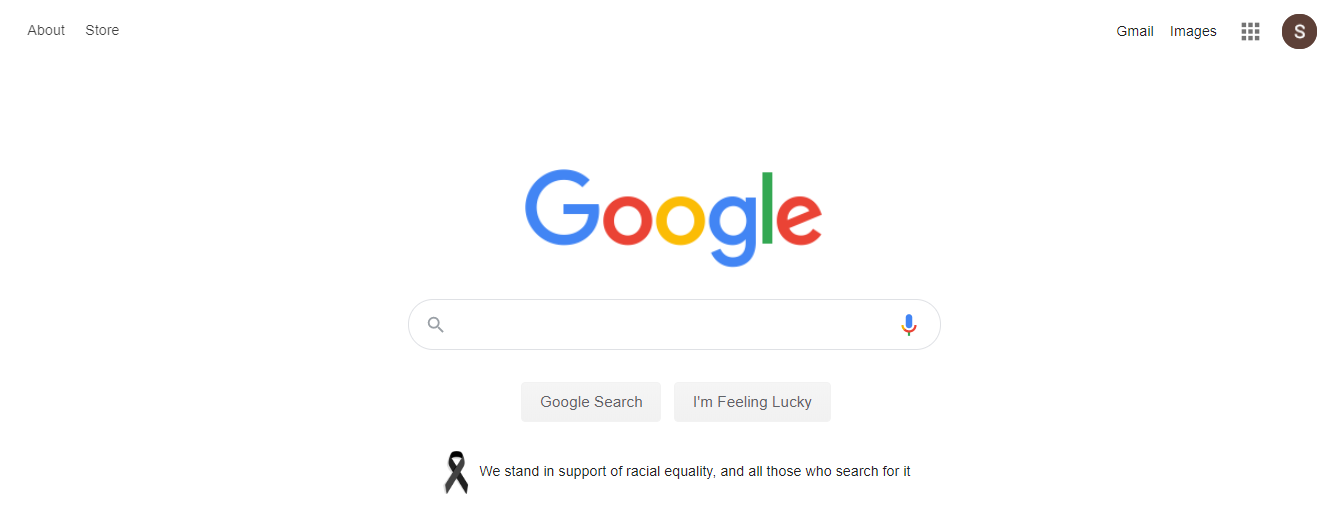 About Store
Gmail Images
S
Google
Google Search I'm Feeling Lucky
We stand in support of racial equality, and all those who search for it